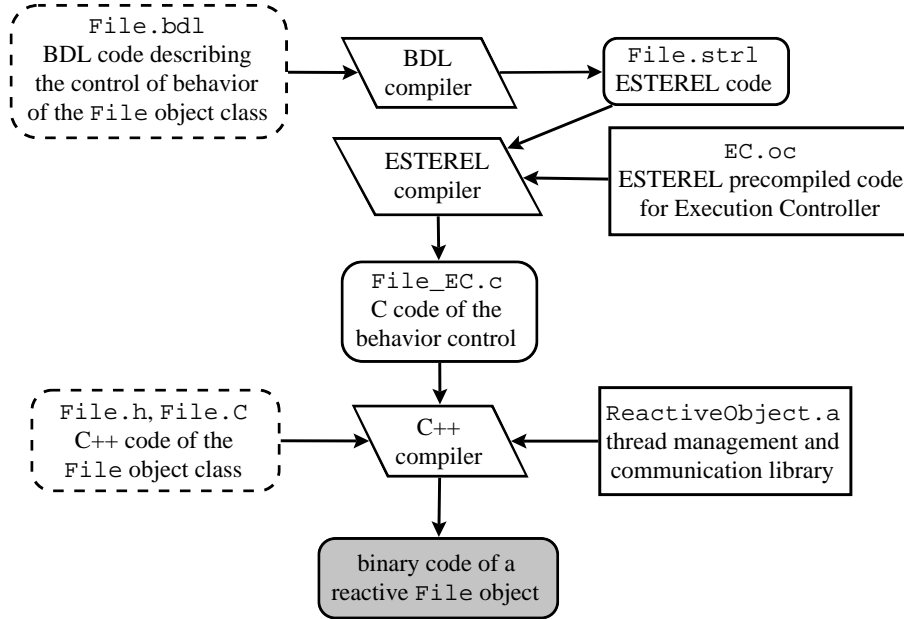 File.bdl
BDL code describing
the control of behavior
of the File object class
BDL
compiler
File.strl
ESTEREL code
ESTEREL
compiler
EC.oc
ESTEREL precompiled code
for Execution Controller
File_EC.c
C code of the
behavior control
File.h, File.C
C++ code of the
File object class
C++
compiler
ReactiveObject.a
thread management and
communication library
binary code of a
reactive File object